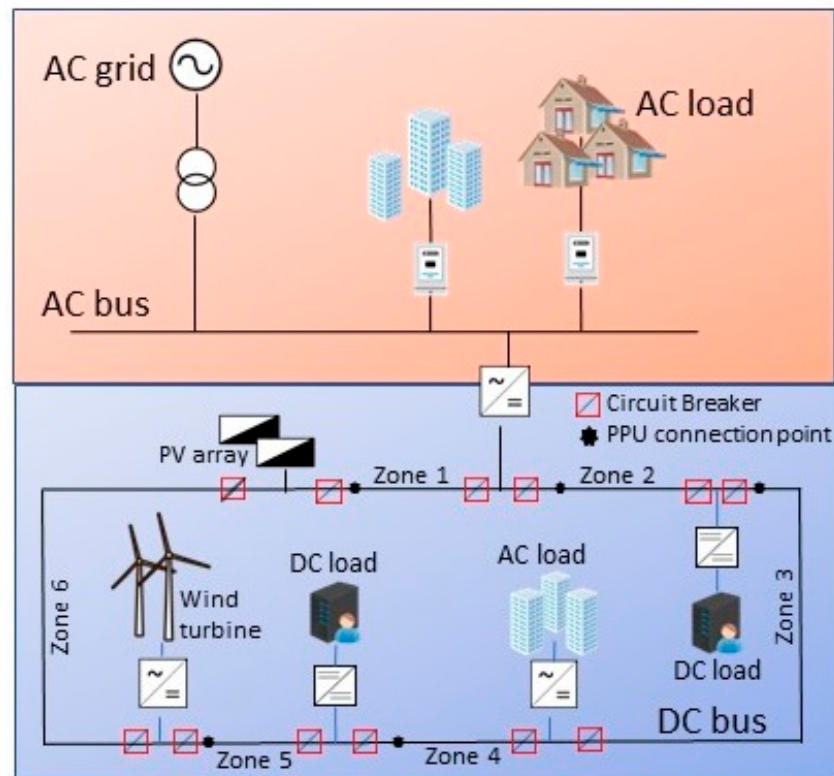 AC grid
AC load
AC bus
Circuit Breaker
PPU connection point
PV array
Zone 1
Zone 2
Zone 6
Wind
turbine
DC load
AC load
Zone 3
DC load
DC bus
Zone 5
Zone 4